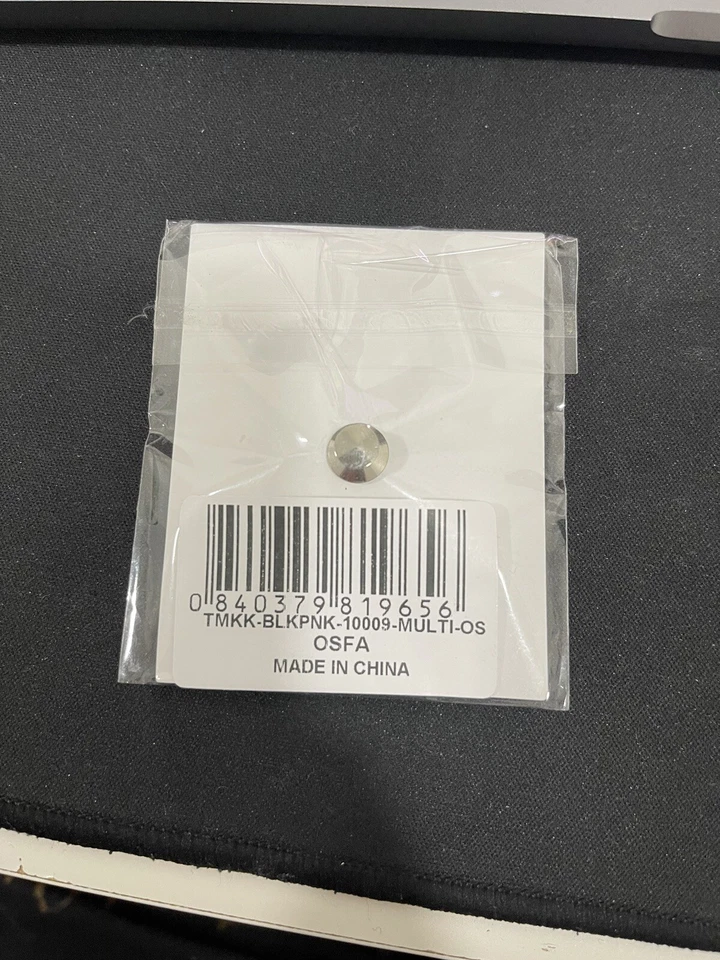 0 840379 819656
TMKK-BLKPNK-10009-MULTI-OS
OSFA
MADE IN CHINA